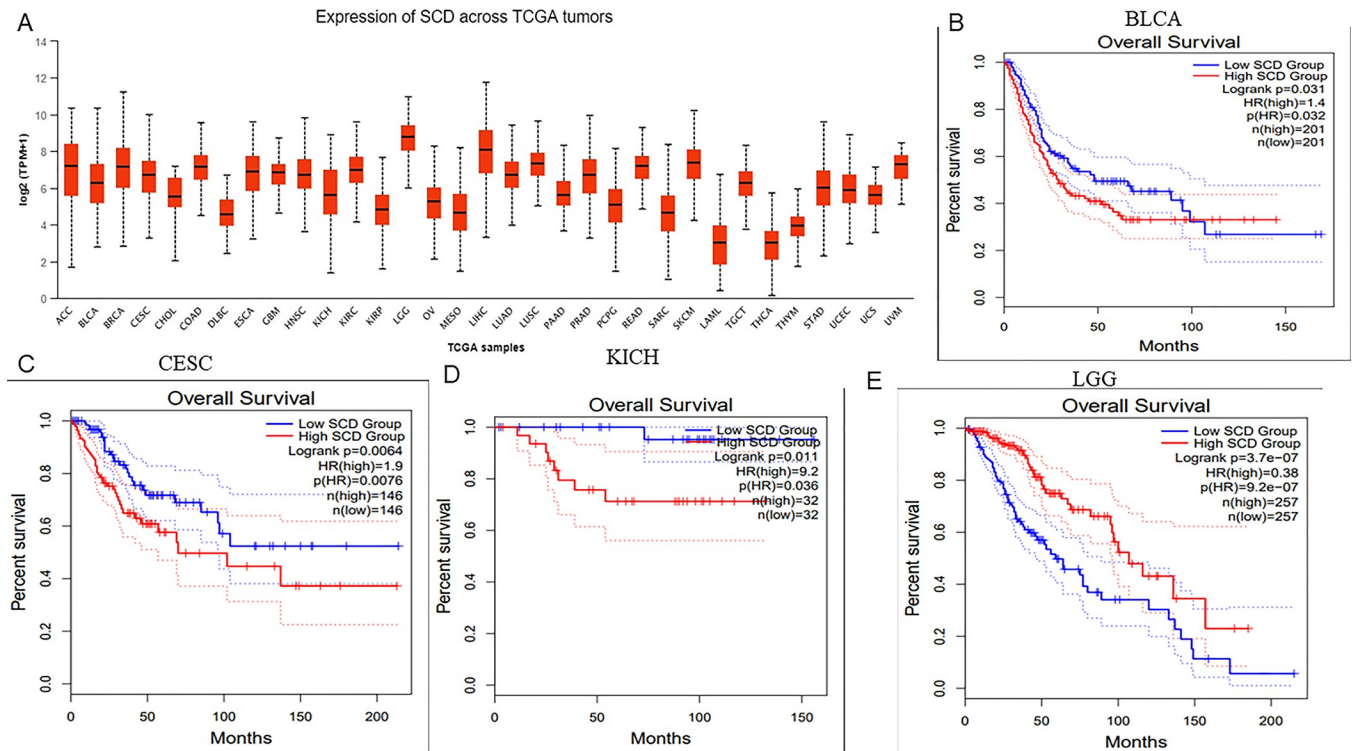 A
Expression of SCD across TCGA tumors
log2 (TPM+1)
14
12
10
8
6
4
2
0
ACC
BLCA
BRCA
CESC
CHOL
COAD
DLBC
ESCA
GBM
HNSC
KICH
KIRC
KIRP
LGG
OV
MESO
LIHC
LUAD
LUSC
PAAD
PRAD
PCPG
READ
SARC
SKCM
LAML
TGCT
THCA
THYM
STAD
UCEC
UCS
UVM
TCGA samples
B
BLCA
Overall Survival
Low SCD Group
High SCD Group
Logrank p=0.031
HR(high)=1.4
p(HR)=0.032
n(high)=201
n(low)=201
Percent survival
1.0
0.8
0.6
0.4
0.2
0.0
0 50 100 150
Months
C
CESC
Overall Survival
Low SCD Group
High SCD Group
Logrank p=0.0064
HR(high)=1.9
p(HR)=0.0076
n(high)=146
n(low)=146
Percent survival
1.0
0.8
0.6
0.4
0.2
0.0
0 50 100 150 200
Months
D
KICH
Overall Survival
Low SCD Group
High SCD Group
Logrank p=0.011
HR(high)=9.2
p(HR)=0.036
n(high)=32
n(low)=32
Percent survival
1.0
0.8
0.6
0.4
0.2
0.0
0 50 100 150
Months
E
LGG
Overall Survival
Low SCD Group
High SCD Group
Logrank p=3.7e-07
HR(high)=0.38
p(HR)=9.2e-07
n(high)=257
n(low)=257
Percent survival
1.0
0.8
0.6
0.4
0.2
0.0
0 50 100 150 200
Months